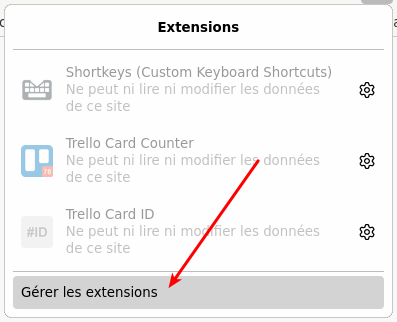 Extensions
Shortkeys (Custom Keyboard Shortcuts)
Ne peut ni lire ni modifier les données
de ce site
Trello Card Counter
Ne peut ni lire ni modifier les données
de ce site
78
Trello Card ID
Ne peut ni lire ni modifier les données
de ce site
#ID
Gérer les extensions